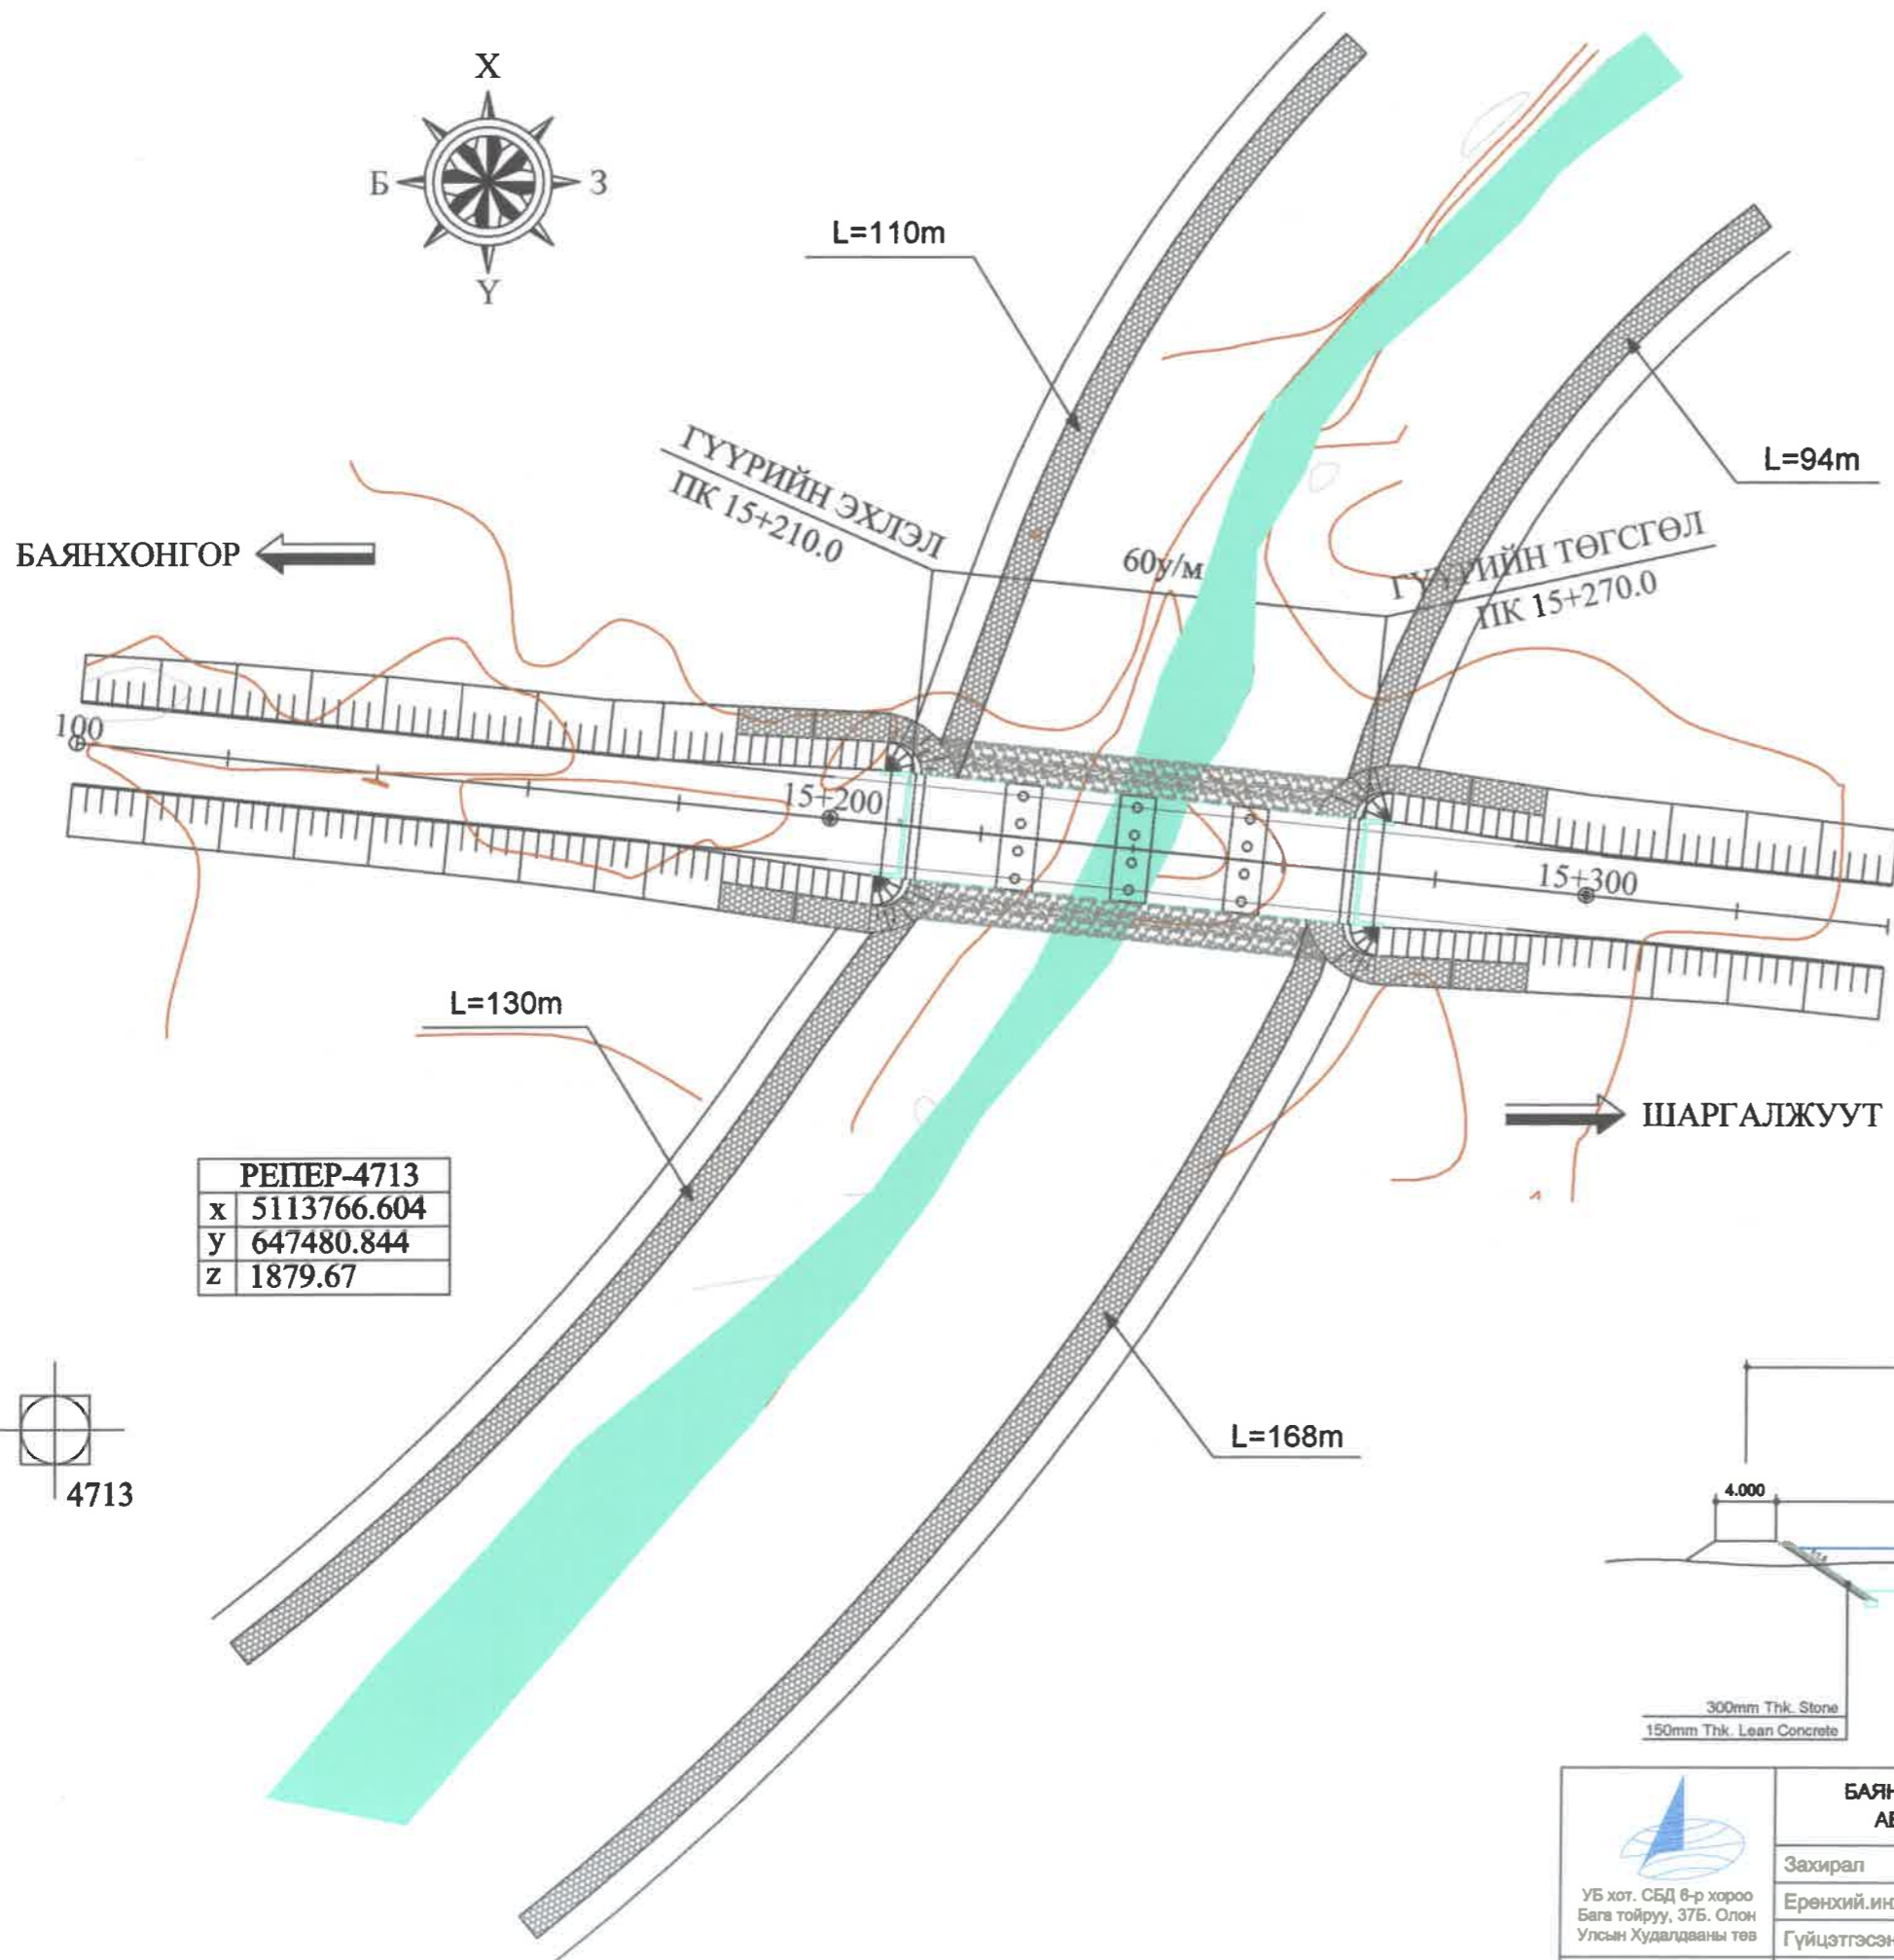 X
Б
З
Y
L=110m
L=94m
ГҮҮРИЙН ЭХЛЭЛ
ПК 15+210.0
60у/м
ГҮҮРИЙН ТӨГСГӨЛ
ПК 15+270.0
БАЯНХОНГОР
100
15+200
15+300
L=130m
ШАРГАЛЖУУТ
РЕПЕР-4713
x 5113766.604
y 647480.844
z 1879.67
4713
L=168m
4.000
300mm Thk. Stone
150mm Thk. Lean Concrete
УБ хот. СБД 6-р хороо
Бага тойруу, 37Б. Олон
Улсын Худалдааны төв
Захирал
Гүйцэтгэсэн